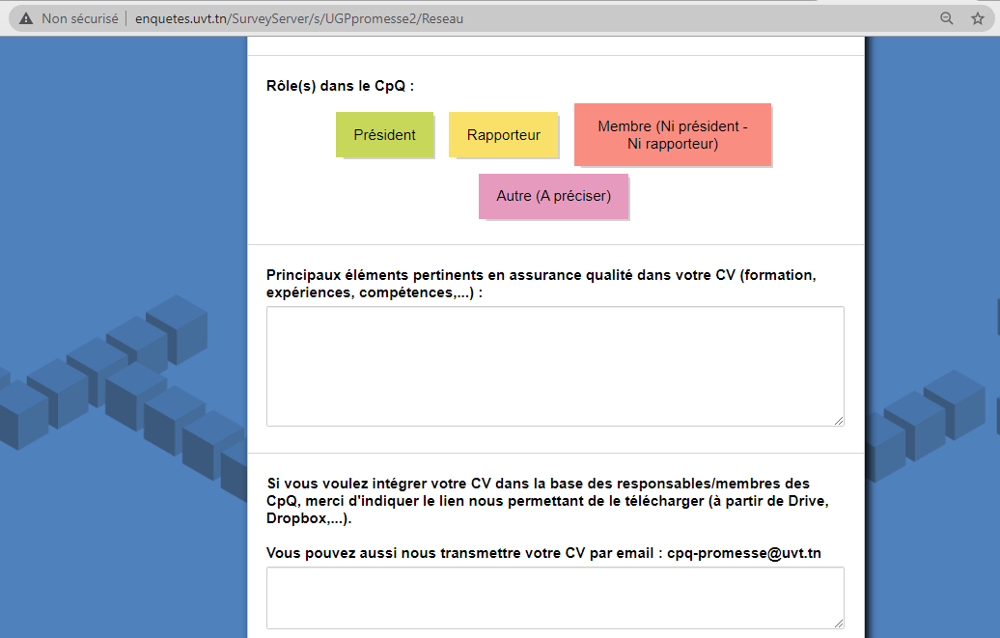 Non sécurisé | enquetes.uvt.tn/SurveyServer/s/UGPpromesse2/Reseau
Rôle(s) dans le CpQ :
Président
Rapporteur
Membre (Ni président -
Ni rapporteur)
Autre (A préciser)
Principaux éléments pertinents en assurance qualité dans votre CV (formation,
expériences, compétences,...) :
Si vous voulez intégrer votre CV dans la base des responsables/membres des
CpQ, merci d'indiquer le lien nous permettant de le télécharger (à partir de Drive,
Dropbox,...).
Vous pouvez aussi nous transmettre votre CV par email : cpq-promesse@uvt.tn